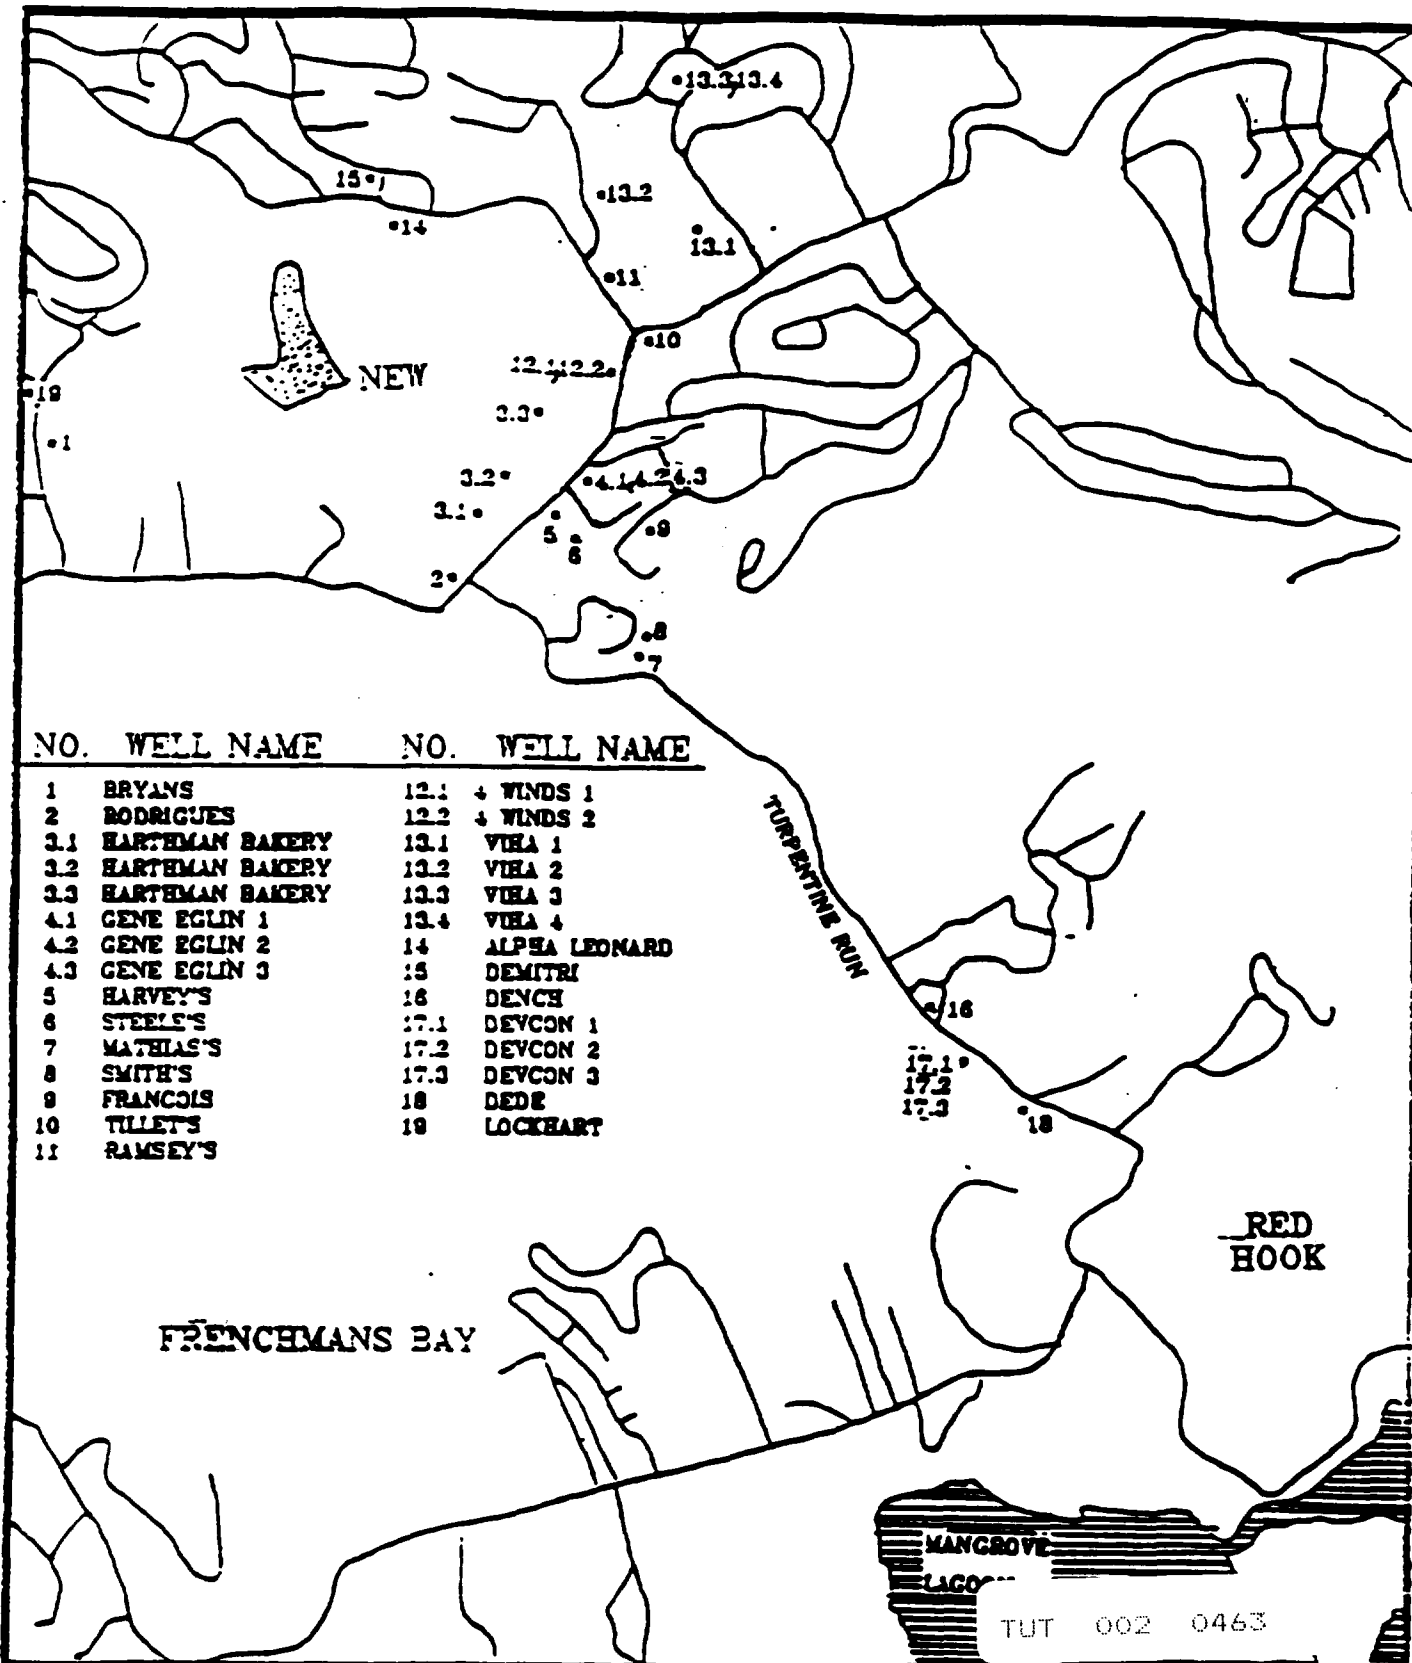 13.3,13.4
15
13.2
14
13.1
11
10
12.1,12.2
NEW
19
3.3
1
3.2
4.1,4.2,4.3
3.1
5
9
6
2
8
7
NO. WELL NAME NO. WELL NAME
1 BRYANS 12.1 4 WINDS 1
2 RODRIGUES 12.2 4 WINDS 2
3.1 HARTHMAN BAKERY 13.1 VIHA 1
3.2 HARTHMAN BAKERY 13.2 VIHA 2
3.3 HARTHMAN BAKERY 13.3 VIHA 3
4.1 GENE EGLIN 1 13.4 VIHA 4
4.2 GENE EGLIN 2 14 ALPHA LEONARD
4.3 GENE EGLIN 3 15 DEMITRI
5 HARVEY'S 16 DENCH
6 STEELE'S 17.1 DEVCON 1
7 MATHIAS'S 17.2 DEVCON 2
8 SMITH'S 17.3 DEVCON 3
9 FRANCOIS 18 DEDE
10 TILLET'S 19 LOCKHART
11 RAMSEY'S
TURPENTINE RUN
16
17.1
17.2
17.3
18
RED
HOOK
FRENCHMANS BAY
MANGROVE
LAGOON
TUT 002 0463